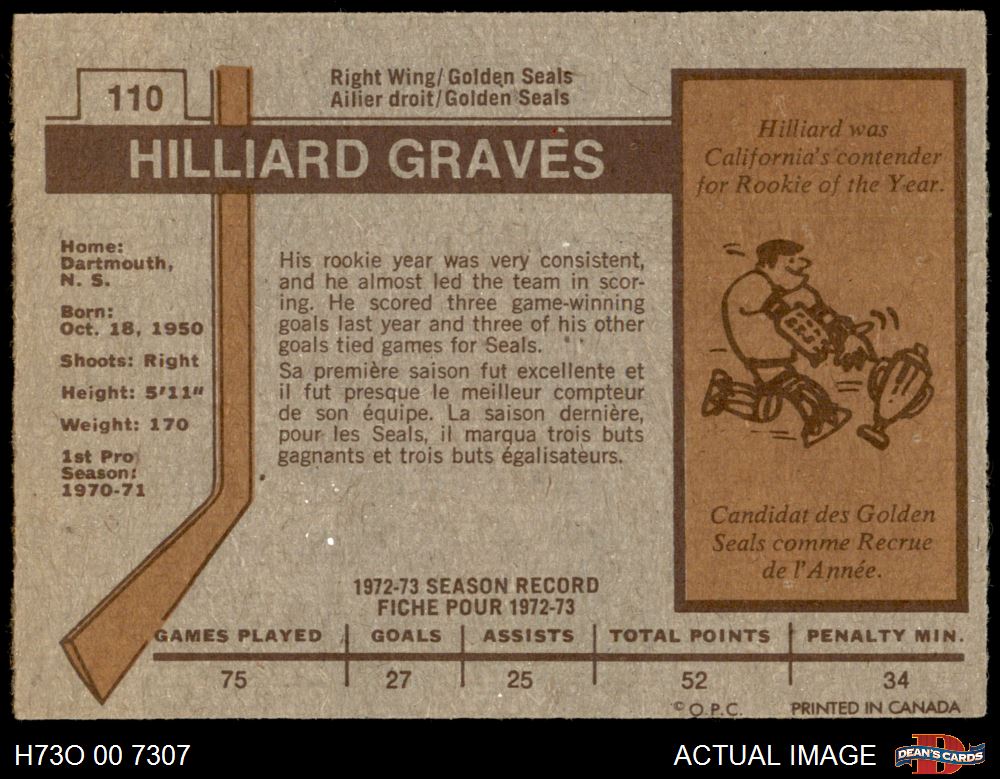 110
Right Wing/Golden Seals
Ailier droit/Golden Seals
HILLIARD GRAVES
Home:
Dartmouth,
N. S.
Born:
Oct. 18, 1950
Shoots: Right
Height: 5'11"
Weight: 170
1st Pro
Season:
1970-71
His rookie year was very consistent,
and he almost led the team in scor-
ing. He scored three game-winning
goals last year and three of his other
goals tied games for Seals.
Sa première saison fut excellente et
il fut presque le meilleur compteur
de son équipe. La saison dernière,
pour les Seals, il marqua trois buts
gagnants et trois buts égalisateurs.
Hilliard was
California's contender
for Rookie of the Year.
Candidat des Golden
Seals comme Recrue
de l'Année.
1972-73 SEASON RECORD
FICHE POUR 1972-73
GAMES PLAYED GOALS ASSISTS TOTAL POINTS PENALTY MIN.
75 27 25 52 34
© O.P.C. PRINTED IN CANADA
H73O 00 7307 ACTUAL IMAGE DEAN'S CARDS